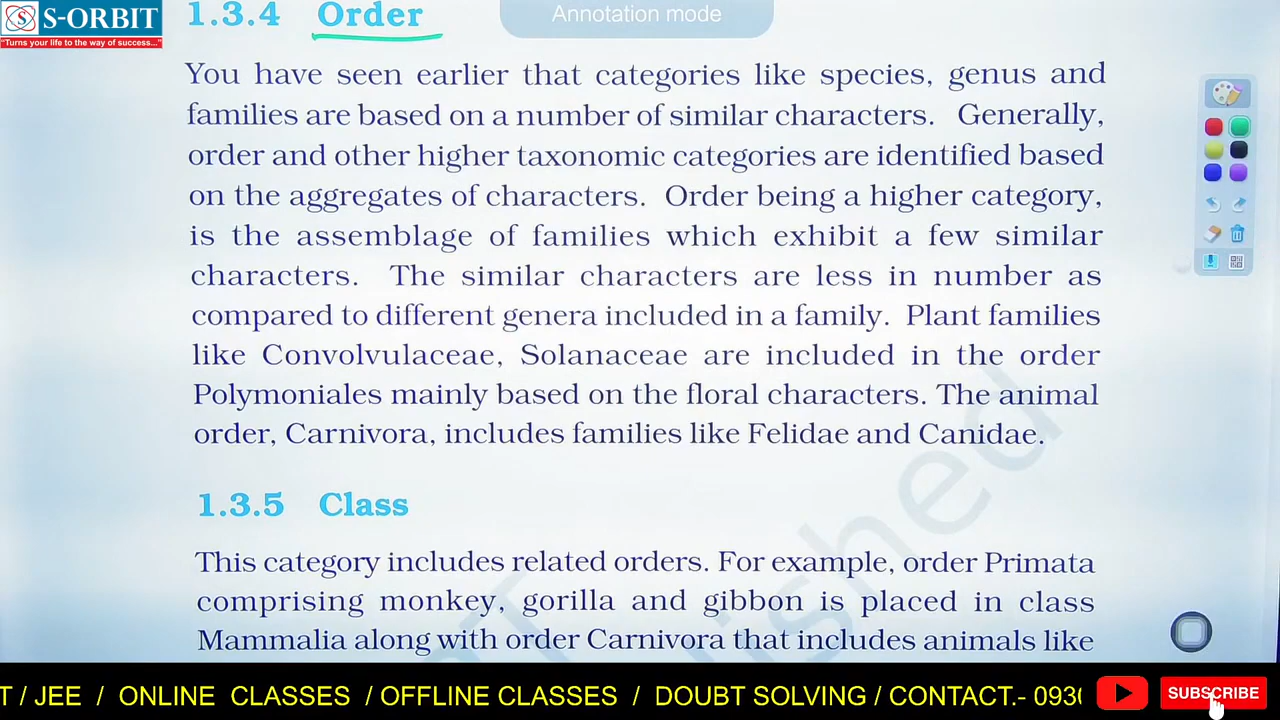 S-ORBIT
"Turns your life to the way of success..."
Annotation mode
1.3.4 Order
You have seen earlier that categories like species, genus and
families are based on a number of similar characters. Generally,
order and other higher taxonomic categories are identified based
on the aggregates of characters. Order being a higher category,
is the assemblage of families which exhibit a few similar
characters. The similar characters are less in number as
compared to different genera included in a family. Plant families
like Convolvulaceae, Solanaceae are included in the order
Polymoniales mainly based on the floral characters. The animal
order, Carnivora, includes families like Felidae and Canidae.
1.3.5 Class
This category includes related orders. For example, order Primata
comprising monkey, gorilla and gibbon is placed in class
Mammalia along with order Carnivora that includes animals like
T / JEE / ONLINE CLASSES / OFFLINE CLASSES / DOUBT SOLVING / CONTACT.- 093
SUBSCRIBE